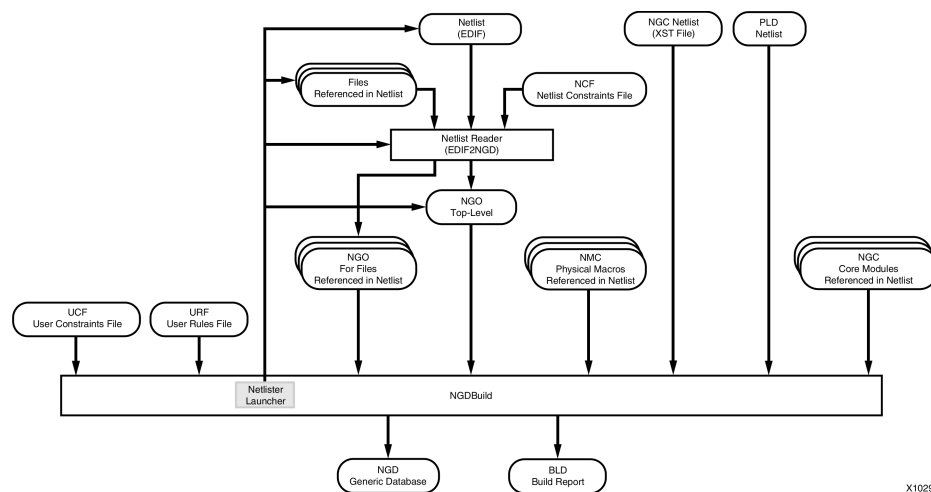 Netlist
(EDIF)
NGC Netlist
(XST File)
PLD
Netlist
Files
Referenced in Netlist
NCF
Netlist Constraints File
Netlist Reader
(EDIF2NGD)
NGO
Top-Level
NGO
For Files
Referenced in Netlist
NMC
Physical Macros
Referenced in Netlist
NGC
Core Modules
Referenced in Netlist
UCF
User Constraints File
URF
User Rules File
Netlister
Launcher
NGDBuild
NGD
Generic Database
BLD
Build Report
X1029